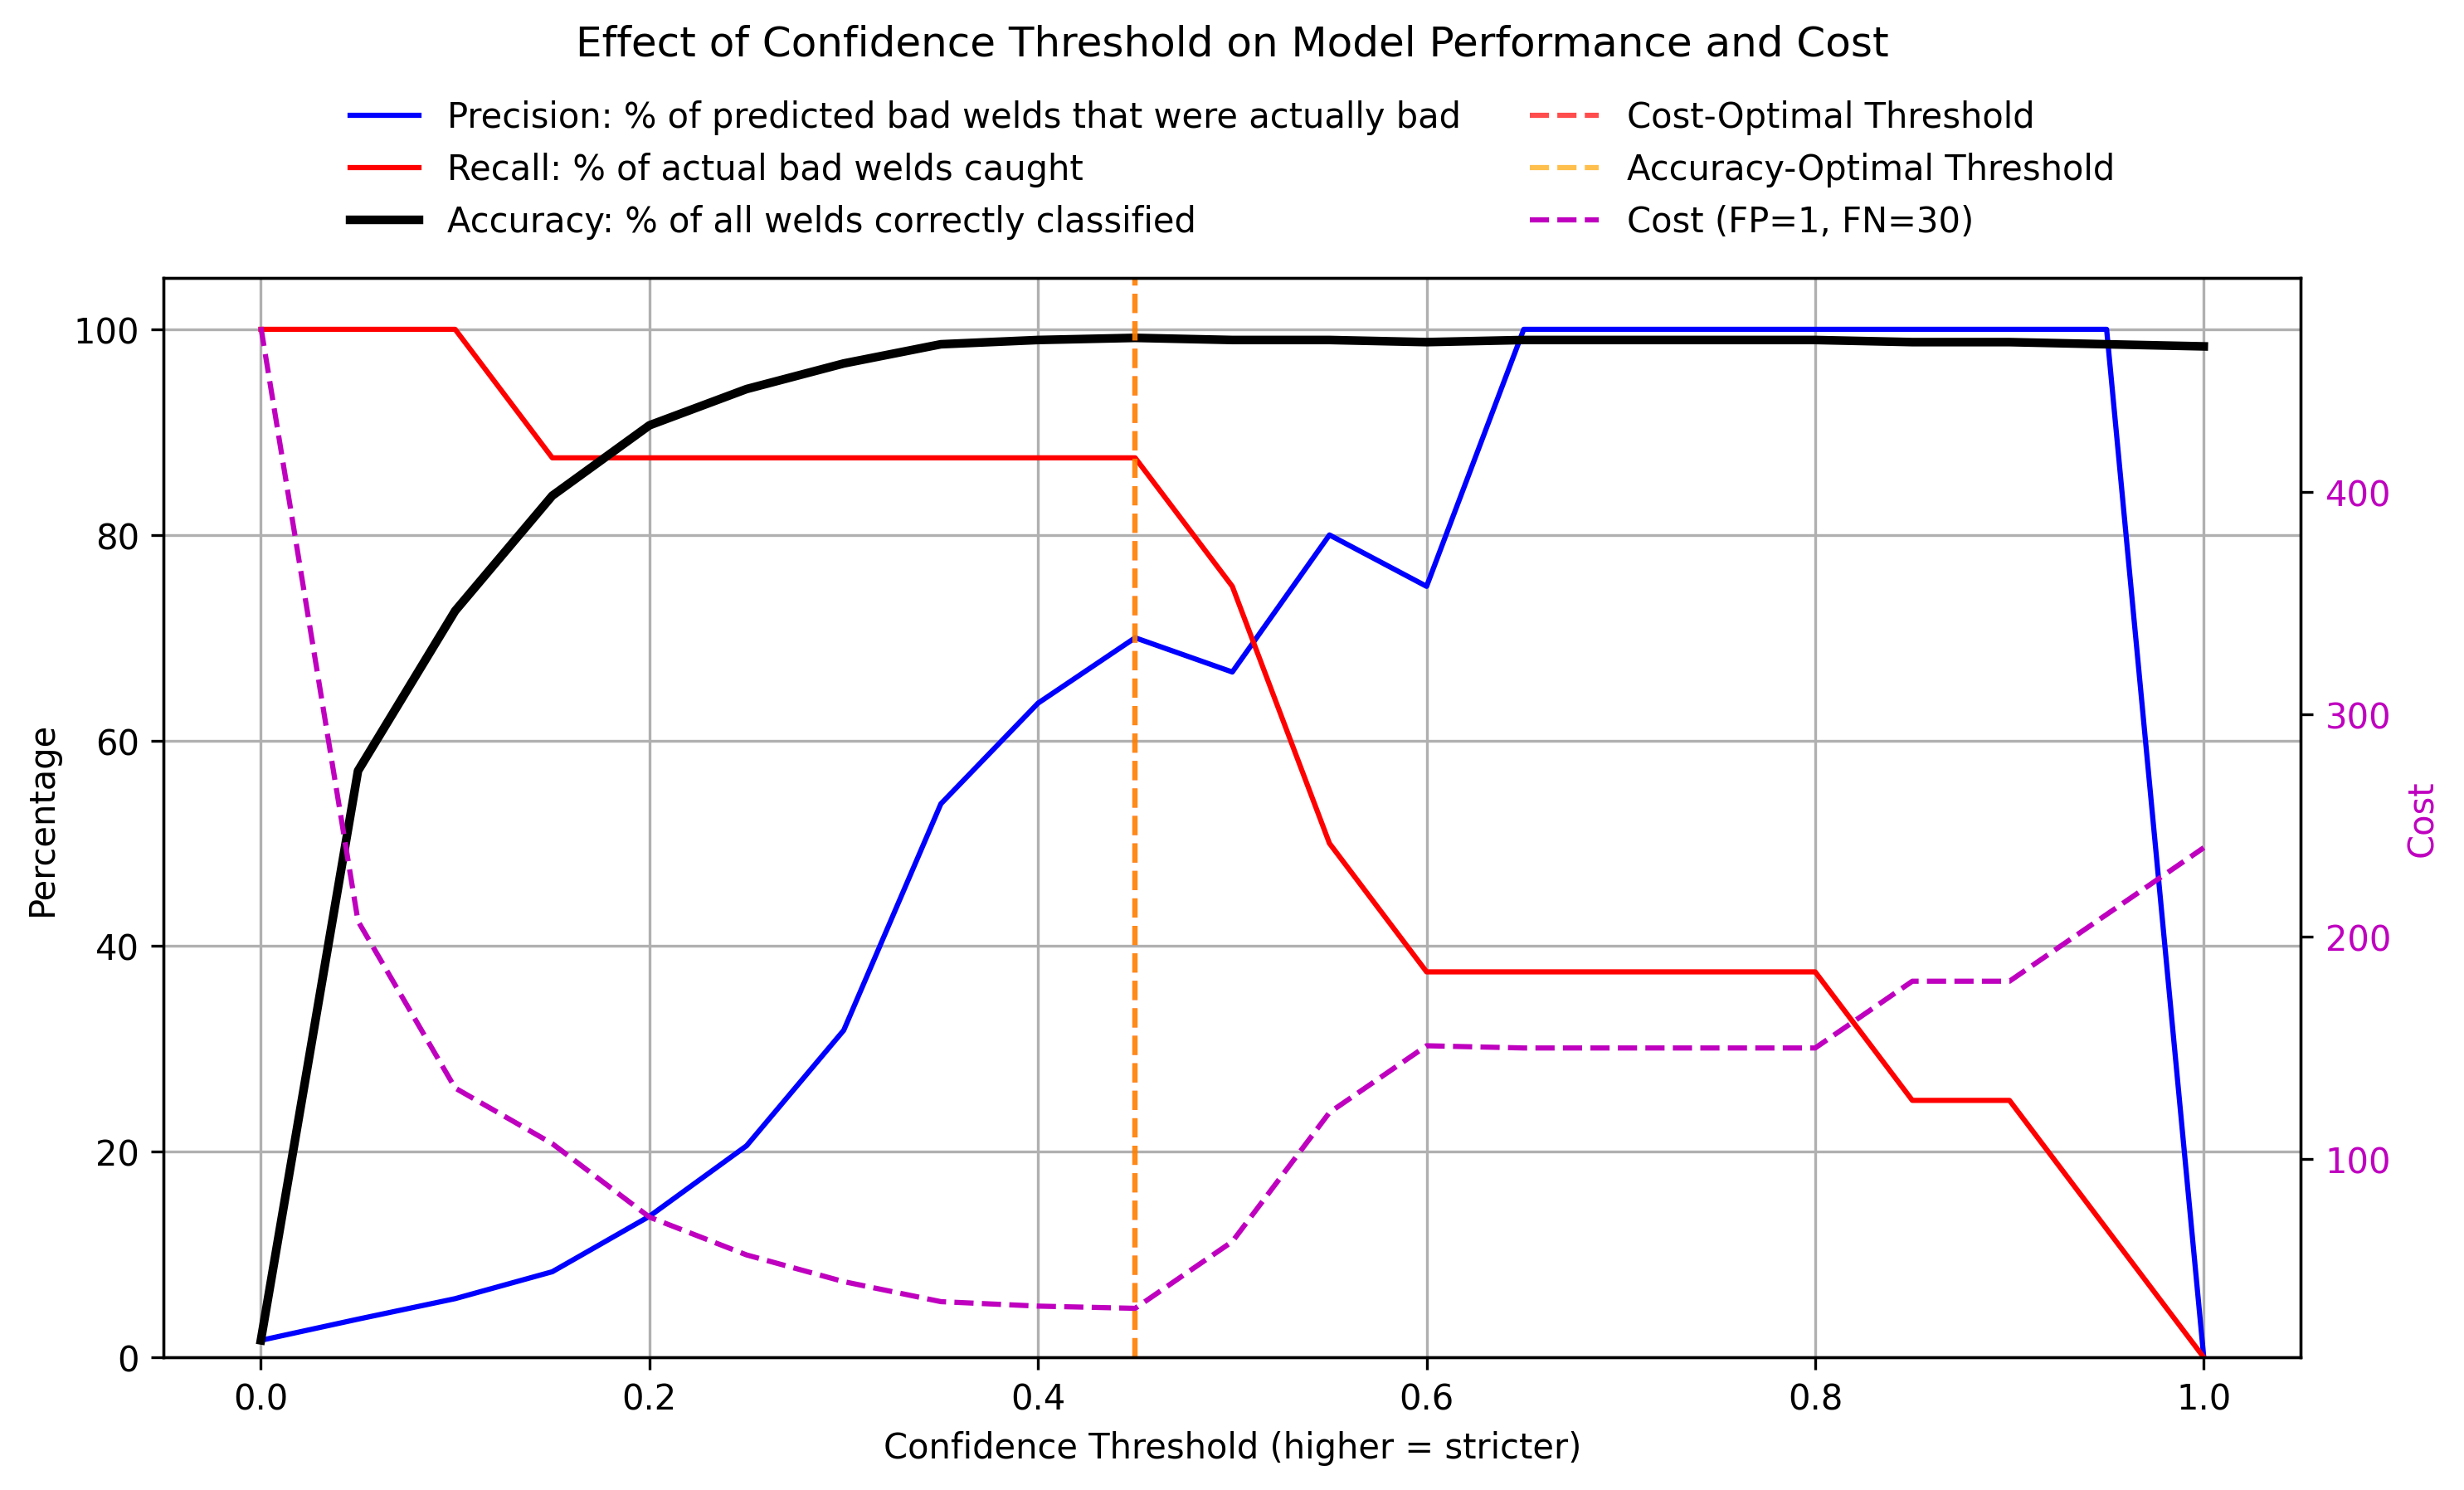 Effect of Confidence Threshold on Model Performance and Cost
Precision: % of predicted bad welds that were actually bad
Recall: % of actual bad welds caught
Accuracy: % of all welds correctly classified
Cost-Optimal Threshold
Accuracy-Optimal Threshold
Cost (FP=1, FN=30)
Percentage
100
80
60
40
20
0
0.0
0.2
0.4
0.6
0.8
1.0
Confidence Threshold (higher = stricter)
400
300
200
100
Cost